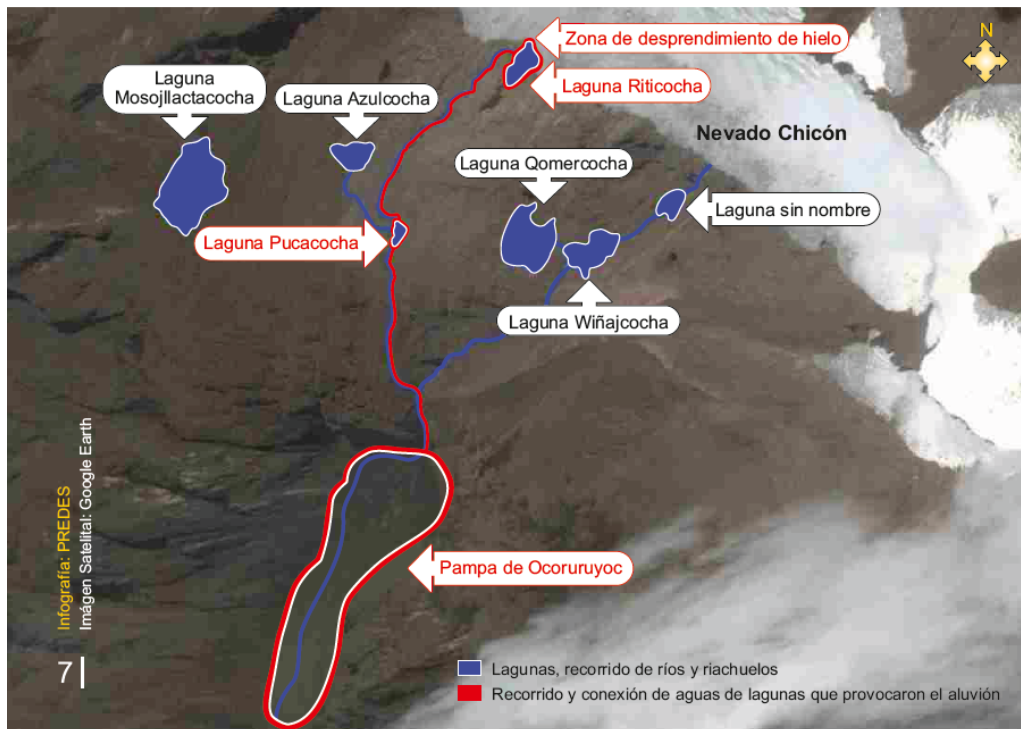 N
Zona de desprendimiento de hielo
Laguna
Mosojllactacocha
Laguna Azulcocha
Laguna Riticocha
Nevado Chicón
Laguna Qomercocha
Laguna sin nombre
Laguna Pucacocha
Laguna Wiñajcocha
Pampa de Ocoruruyoc
Infografía: PREDES
Imágen Satelital: Google Earth
7
Lagunas, recorrido de ríos y riachuelos
Recorrido y conexión de aguas de lagunas que provocaron el aluvión